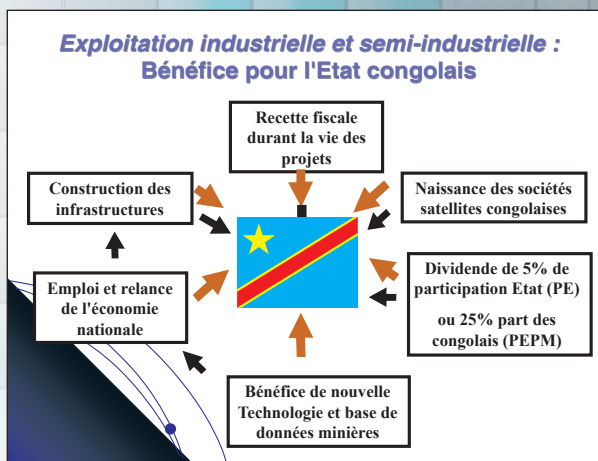 Exploitation industrielle et semi-industrielle :
Bénéfice pour l'Etat congolais
Recette fiscale
durant la vie des
projets
Construction des
infrastructures
Naissance des sociétés
satellites congolaises
Emploi et relance
de l'économie
nationale
Dividende de 5% de
participation Etat (PE)
ou 25% part des
congolais (PEPM)
Bénéfice de nouvelle
Technologie et base de
données minières